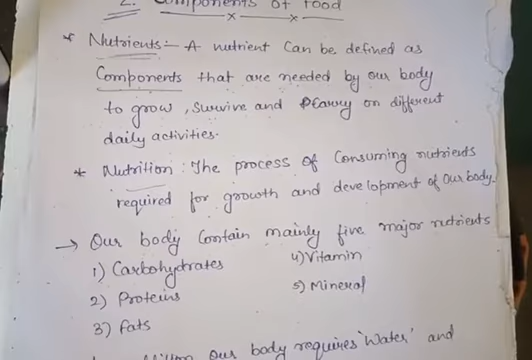 2. Components of Food
* Nutrients - A nutrient can be defined as
Components that are needed by our body
to grow, survive and carry on different
daily activities.
* Nutrition : The process of Consuming nutrients
required for growth and development of our body.
→ Our body Contain mainly five major nutrients
1) Carbohydrates 4) Vitamin
2) Proteins 5) Mineral
3) Fats
our body requires 'Water' and